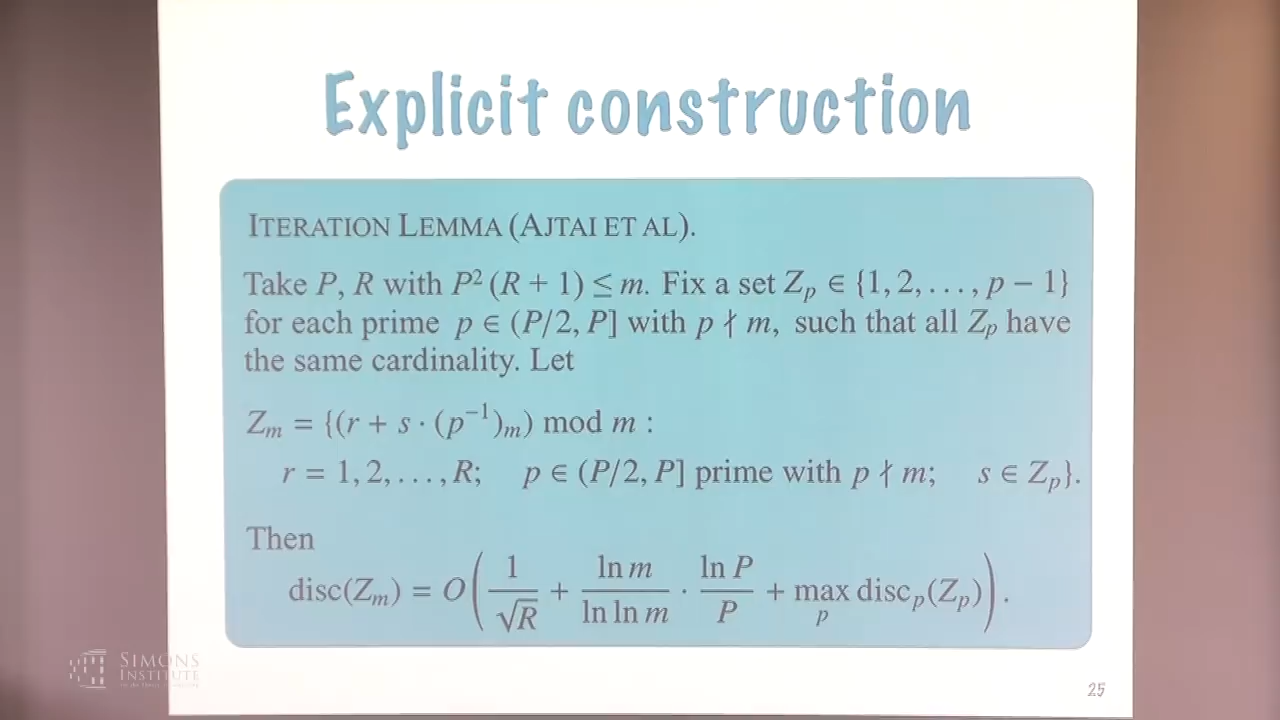 Explicit construction
ITERATION LEMMA (AJTAI ET AL).
Take P, R with P² (R + 1) ≤ m. Fix a set Z_p ∈ {1, 2, . . . , p − 1}
for each prime p ∈ (P/2, P] with p ∤ m, such that all Z_p have
the same cardinality. Let
Z_m = {(r + s · (p⁻¹)_m) mod m :
r = 1, 2, . . . , R; p ∈ (P/2, P] prime with p ∤ m; s ∈ Z_p}.
Then
disc(Z_m) = O( 1/√R + ln m/ln ln m · ln P/P + max_p disc_p(Z_p) ).
SIMONS
INSTITUTE
25